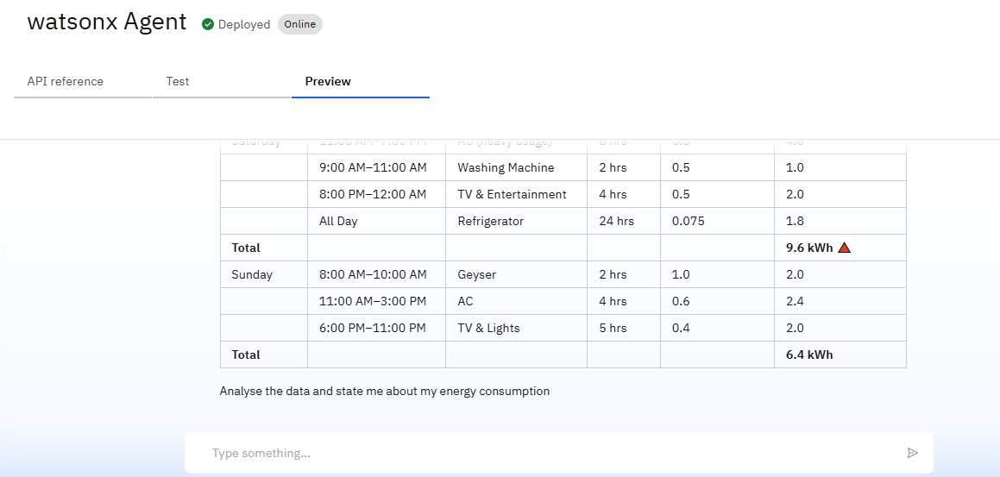 watsonx Agent Deployed Online
API reference Test Preview
Saturday 11:00 AM–7:00 PM AC (heavy usage) 8 hrs 0.6 4.8
9:00 AM–11:00 AM Washing Machine 2 hrs 0.5 1.0
8:00 PM–12:00 AM TV & Entertainment 4 hrs 0.5 2.0
All Day Refrigerator 24 hrs 0.075 1.8
Total 9.6 kWh
Sunday 8:00 AM–10:00 AM Geyser 2 hrs 1.0 2.0
11:00 AM–3:00 PM AC 4 hrs 0.6 2.4
6:00 PM–11:00 PM TV & Lights 5 hrs 0.4 2.0
Total 6.4 kWh
Analyse the data and state me about my energy consumption
Type something...